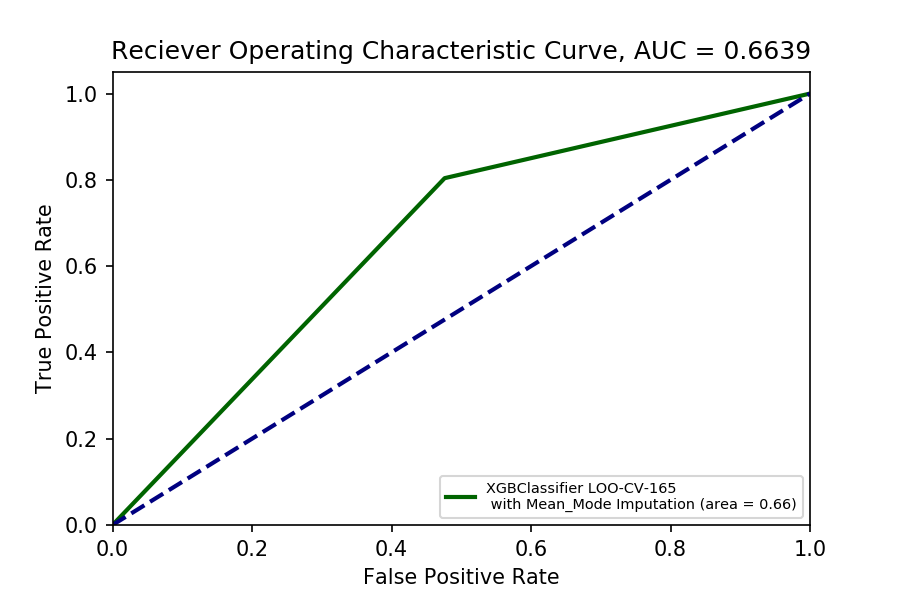 Reciever Operating Characteristic Curve, AUC = 0.6639
True Positive Rate
1.0
0.8
0.6
0.4
0.2
0.0
XGBClassifier LOO-CV-165
with Mean_Mode Imputation (area = 0.66)
0.0 0.2 0.4 0.6 0.8 1.0
False Positive Rate